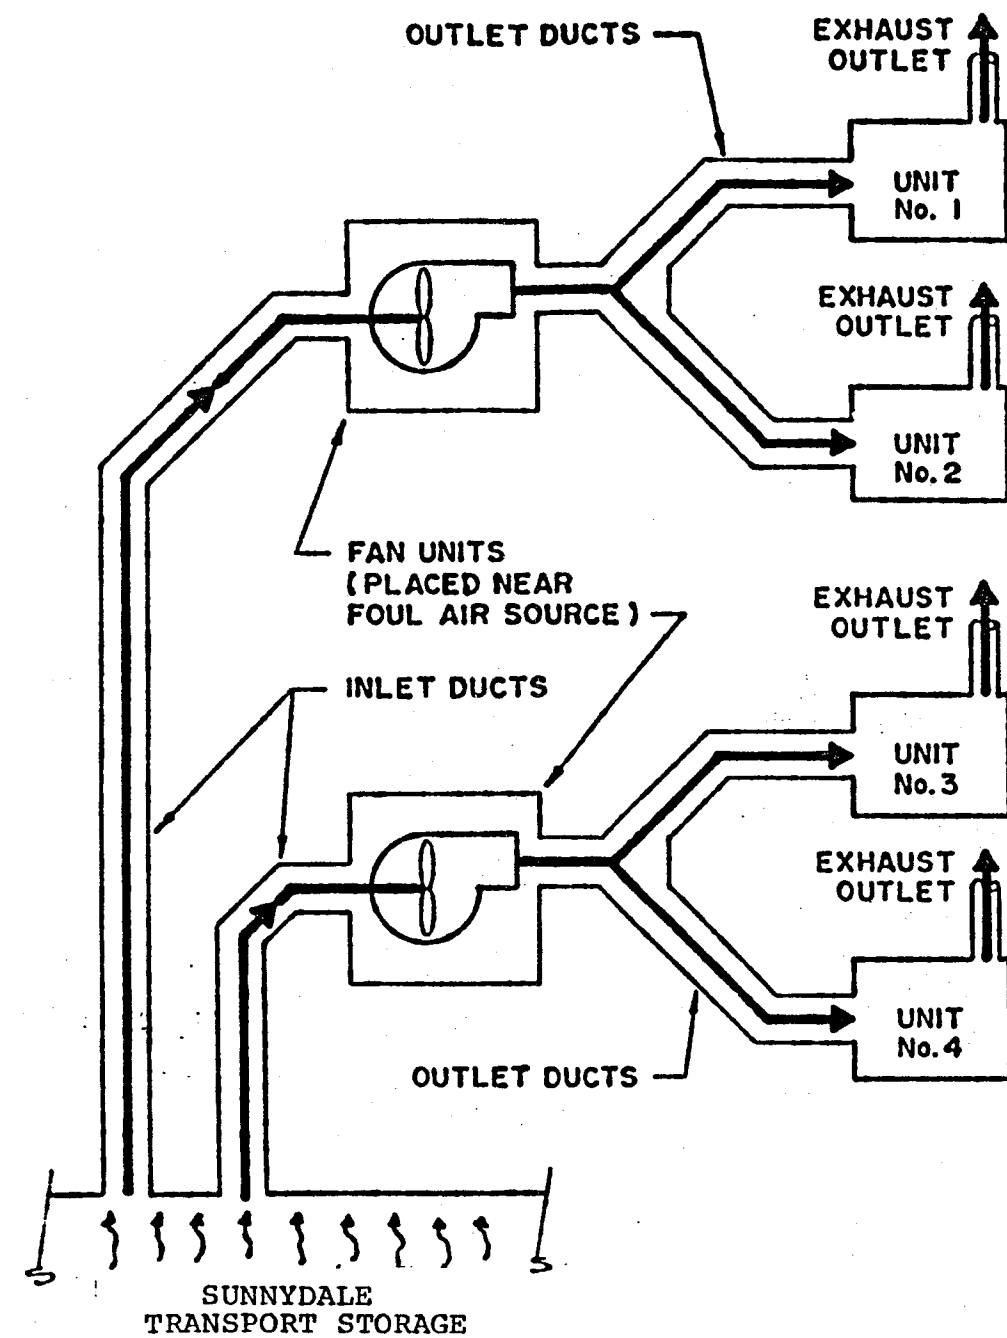 OUTLET DUCTS
EXHAUST
OUTLET
UNIT
No. 1
EXHAUST
OUTLET
UNIT
No. 2
FAN UNITS
(PLACED NEAR
FOUL AIR SOURCE)
EXHAUST
OUTLET
INLET DUCTS
UNIT
No. 3
EXHAUST
OUTLET
UNIT
No. 4
OUTLET DUCTS
SUNNYDALE
TRANSPORT STORAGE